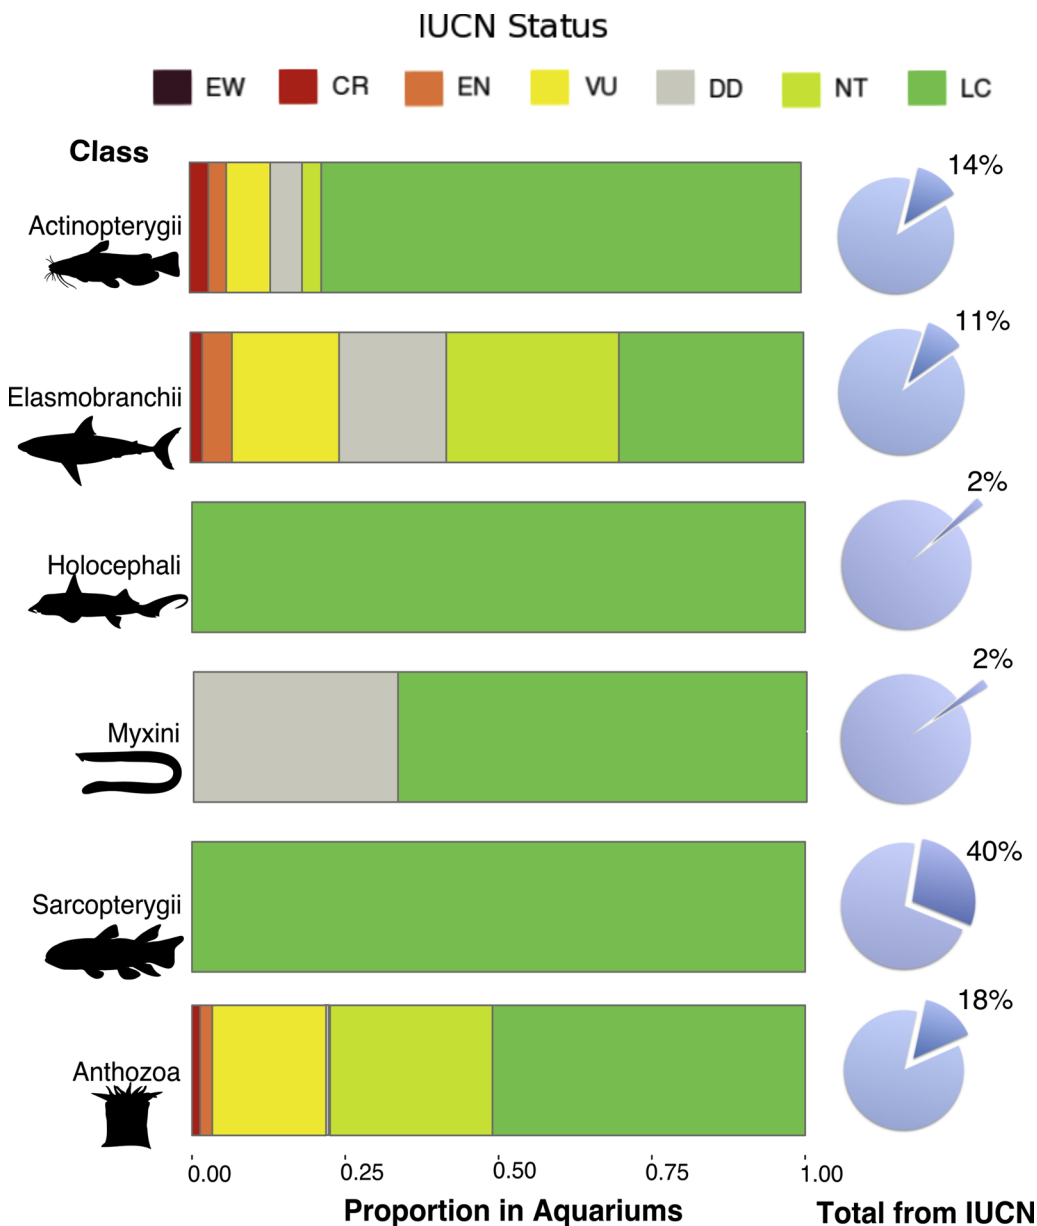 IUCN Status
EW CR EN VU DD NT LC
Class
14%
Actinopterygii
11%
Elasmobranchii
2%
Holocephali
2%
Myxini
40%
Sarcopterygii
18%
Anthozoa
0.00 0.25 0.50 0.75 1.00
Proportion in Aquariums Total from IUCN